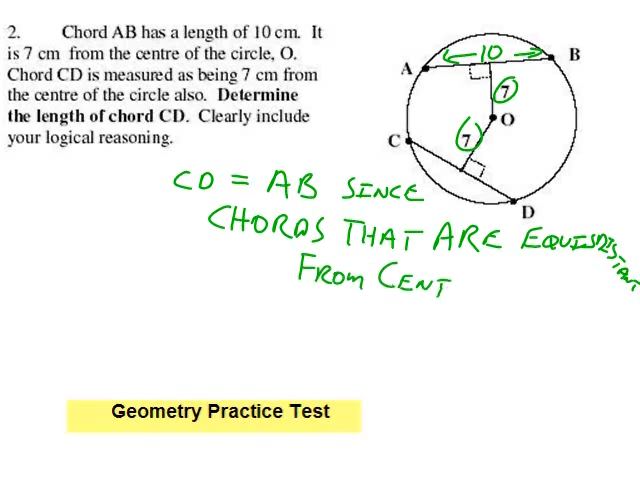 2. Chord AB has a length of 10 cm. It
is 7 cm from the centre of the circle, O.
Chord CD is measured as being 7 cm from
the centre of the circle also. Determine
the length of chord CD. Clearly include
your logical reasoning.
10
A
B
7
O
C
7
D
CD = AB SINCE
CHORDS THAT ARE EQUIDISTANT
FROM CENT
Geometry Practice Test